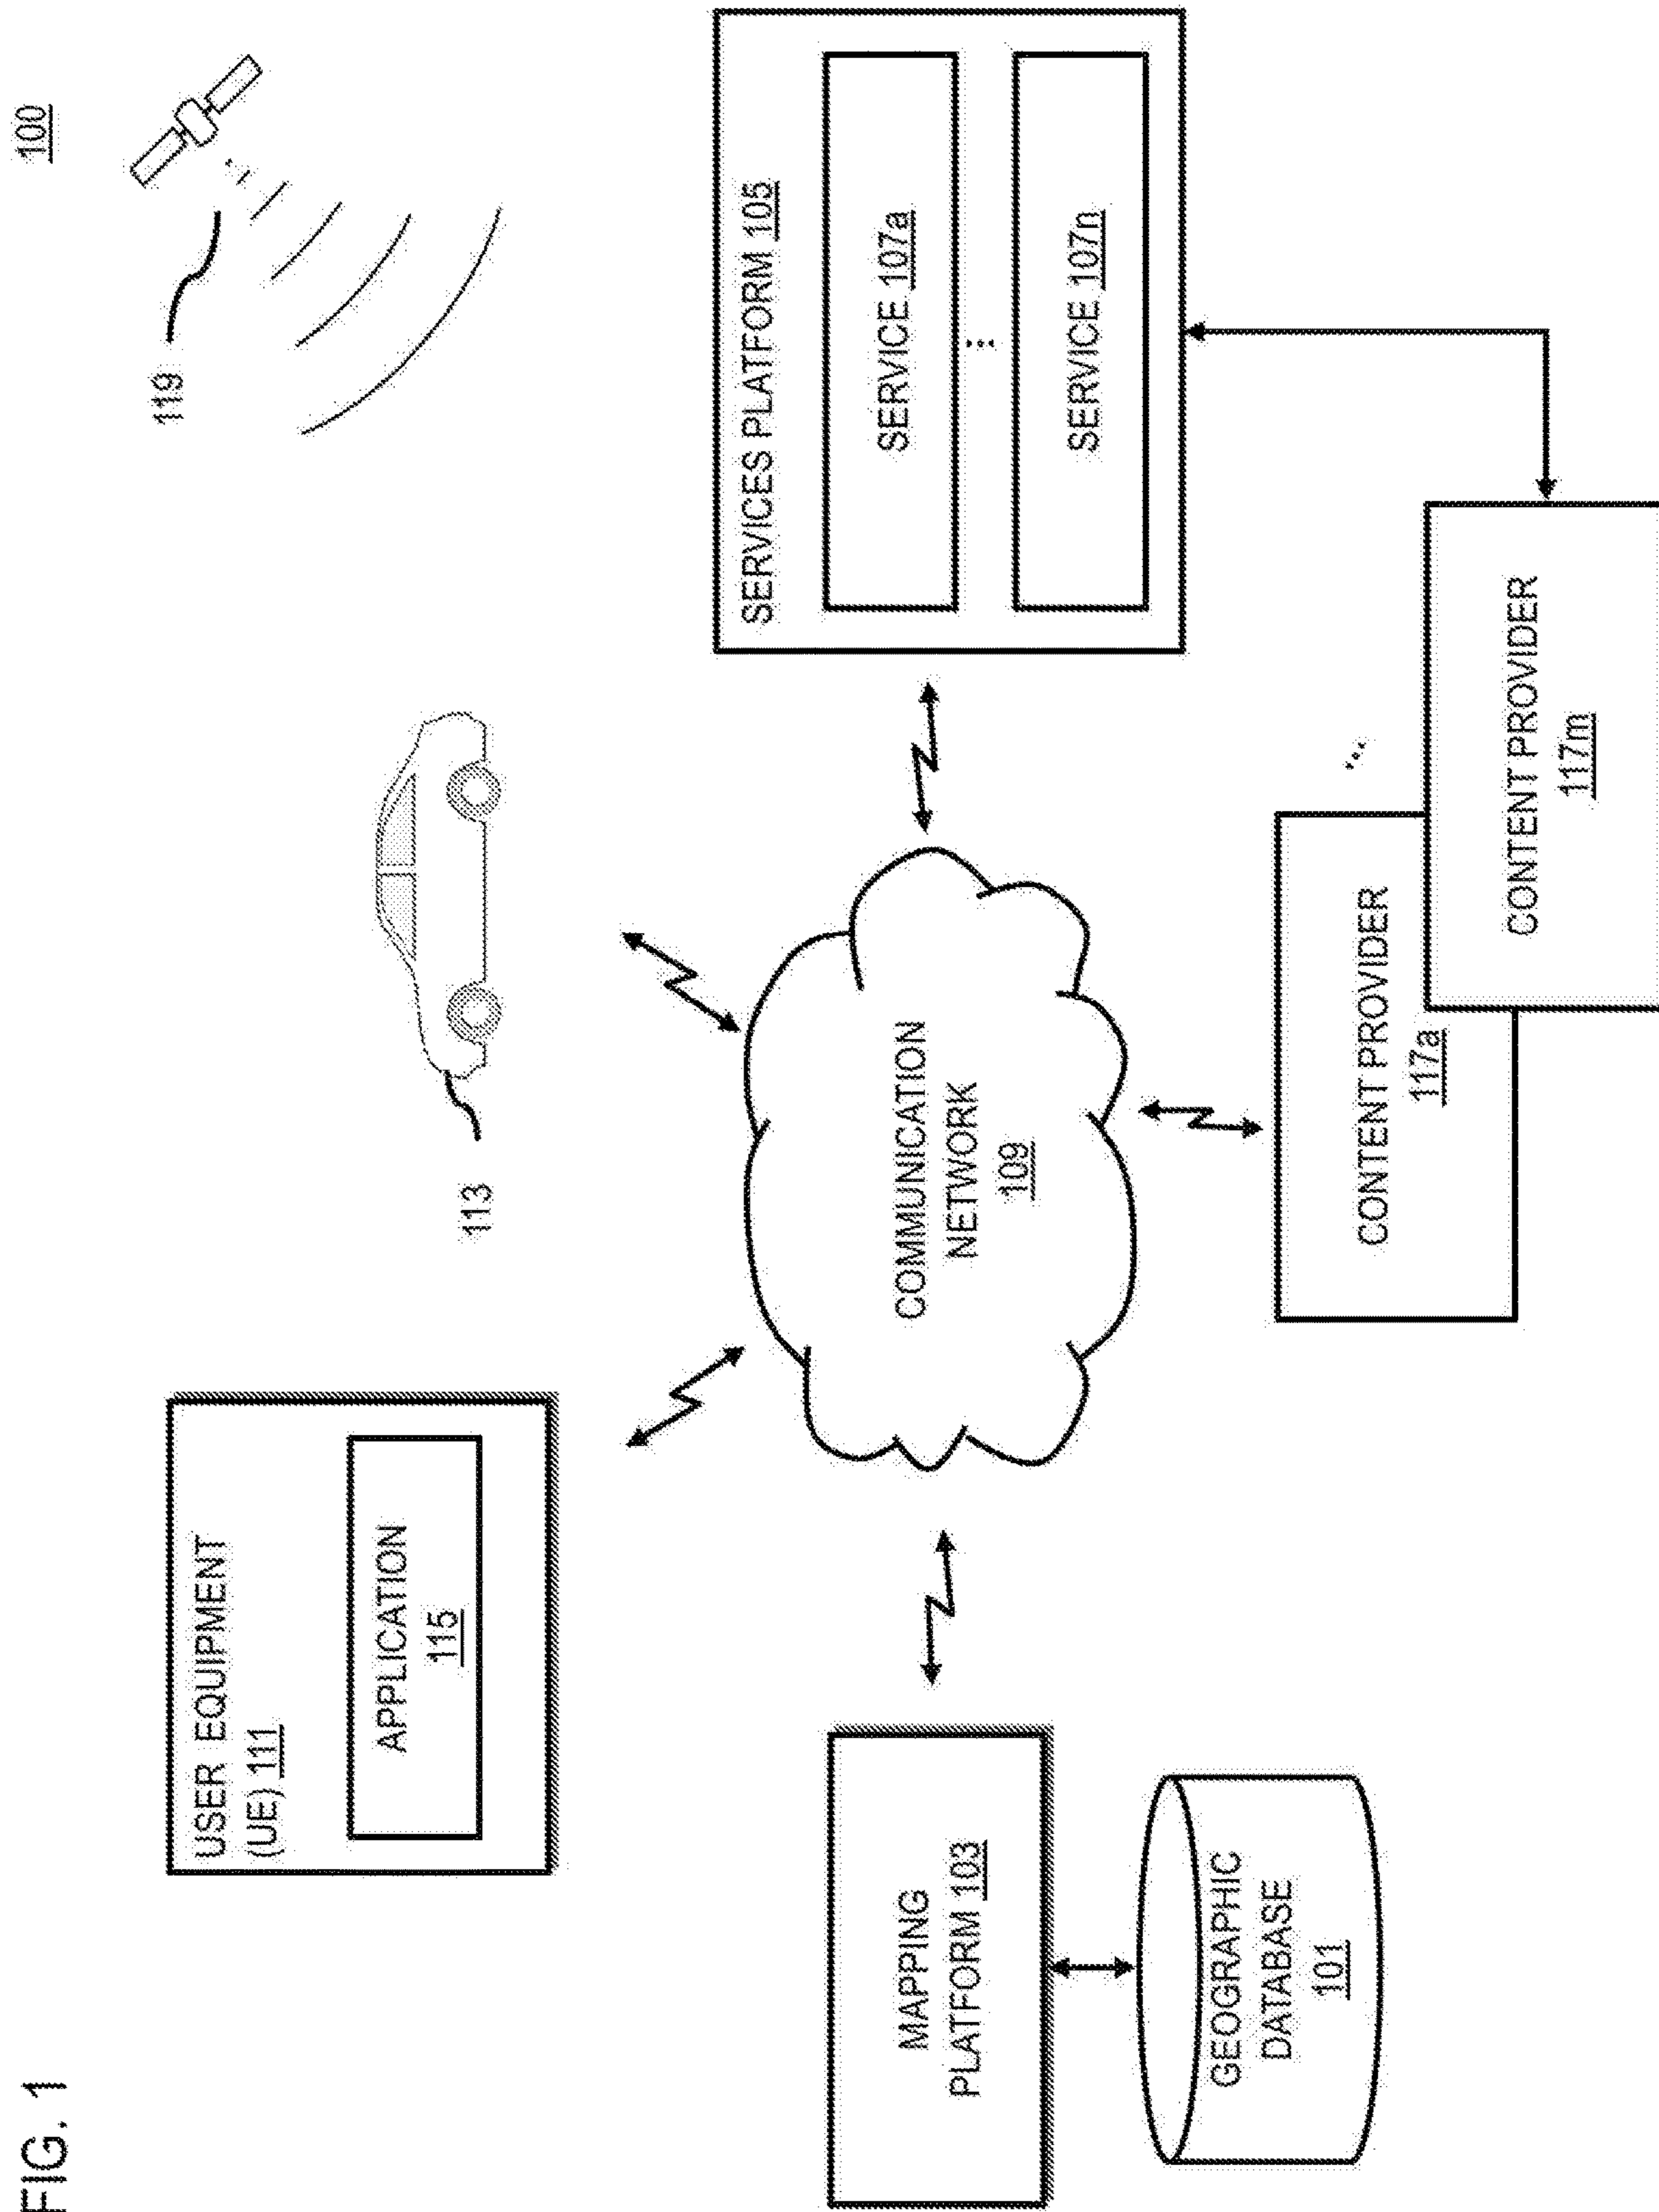 FIG. 1
100
119
113
USER EQUIPMENT
(UE) 111
APPLICATION
115
SERVICES PLATFORM 105
SERVICE 107a
...
SERVICE 107n
COMMUNICATION
NETWORK
109
MAPPING
PLATFORM 103
GEOGRAPHIC
DATABASE
101
CONTENT PROVIDER
117a
...
CONTENT PROVIDER
117m